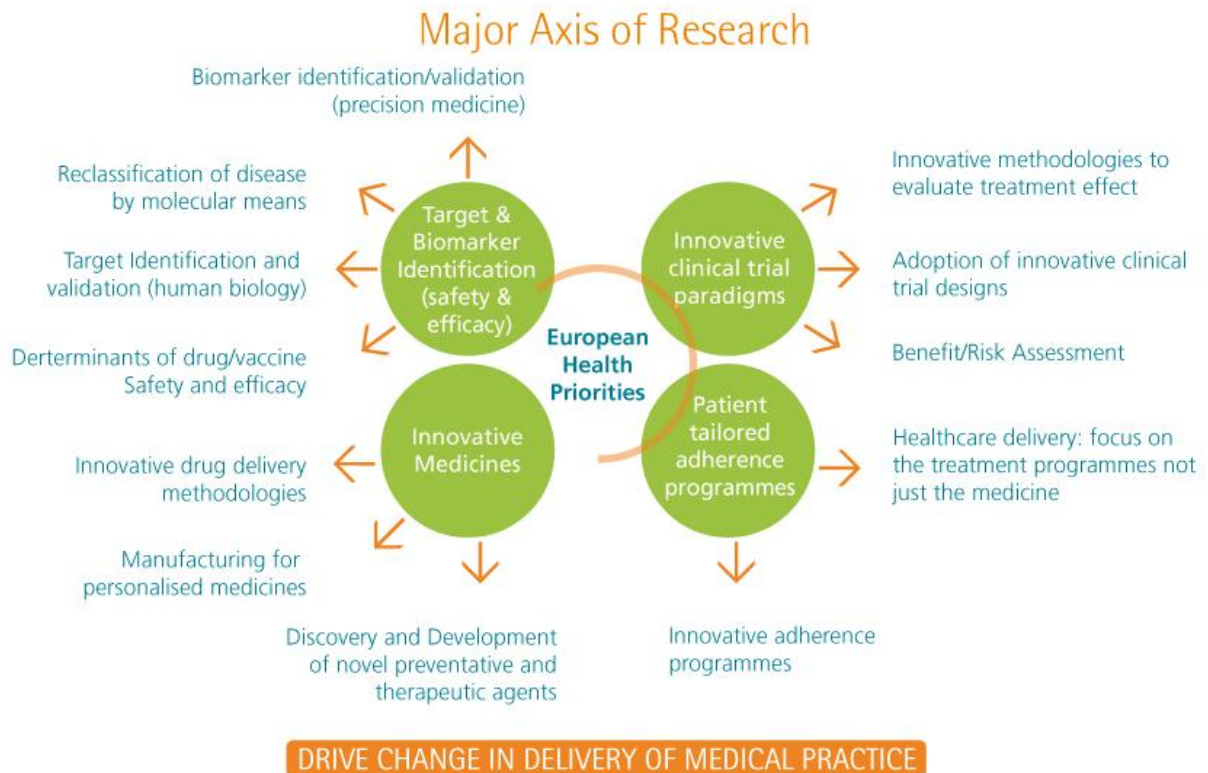 Major Axis of Research
Biomarker identification/validation
(precision medicine)
Reclassification of disease
by molecular means
Target Identification and
validation (human biology)
Derterminants of drug/vaccine
Safety and efficacy
Target &
Biomarker
Identification
(safety &
efficacy)
Innovative
clinical trial
paradigms
Innovative methodologies to
evaluate treatment effect
Adoption of innovative clinical
trial designs
Benefit/Risk Assessment
European
Health
Priorities
Innovative
Medicines
Innovative drug delivery
methodologies
Manufacturing for
personalised medicines
Discovery and Development
of novel preventative and
therapeutic agents
Patient
tailored
adherence
programmes
Healthcare delivery: focus on
the treatment programmes not
just the medicine
Innovative adherence
programmes
DRIVE CHANGE IN DELIVERY OF MEDICAL PRACTICE